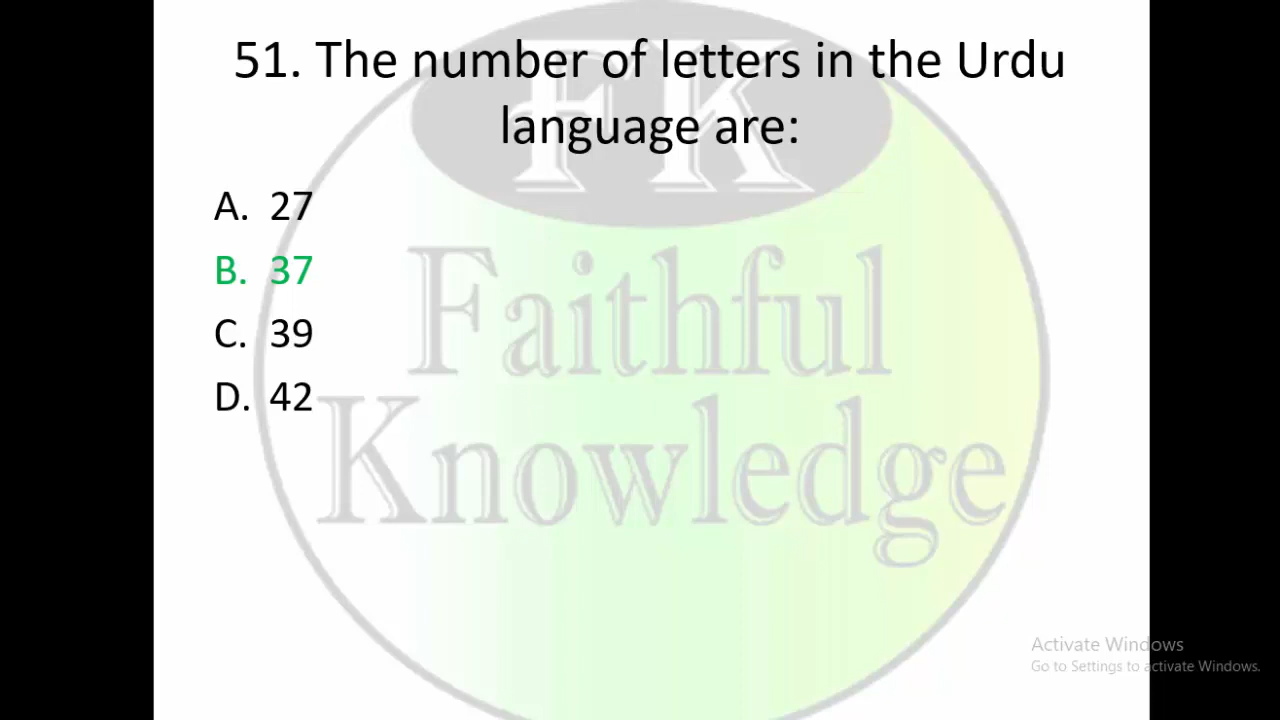 51. The number of letters in the Urdu
language are:
A. 27
B. 37
C. 39
D. 42
FK
Faithful
Knowledge
Activate Windows
Go to Settings to activate Windows.